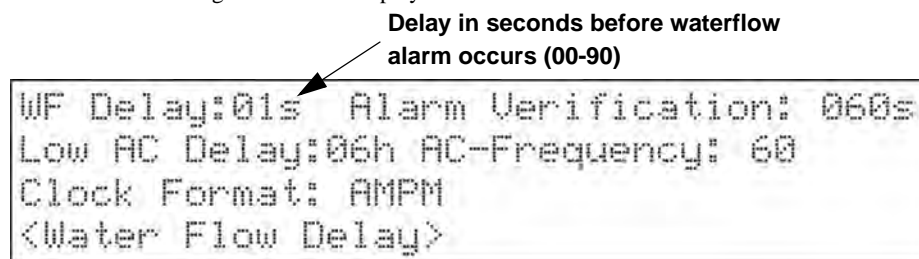 Delay in seconds before waterflow
alarm occurs (00-90)
WF Delay:01s Alarm Verification: 060s
Low AC Delay:06h AC-Frequency: 60
Clock Format: AMPM
<Water Flow Delay>